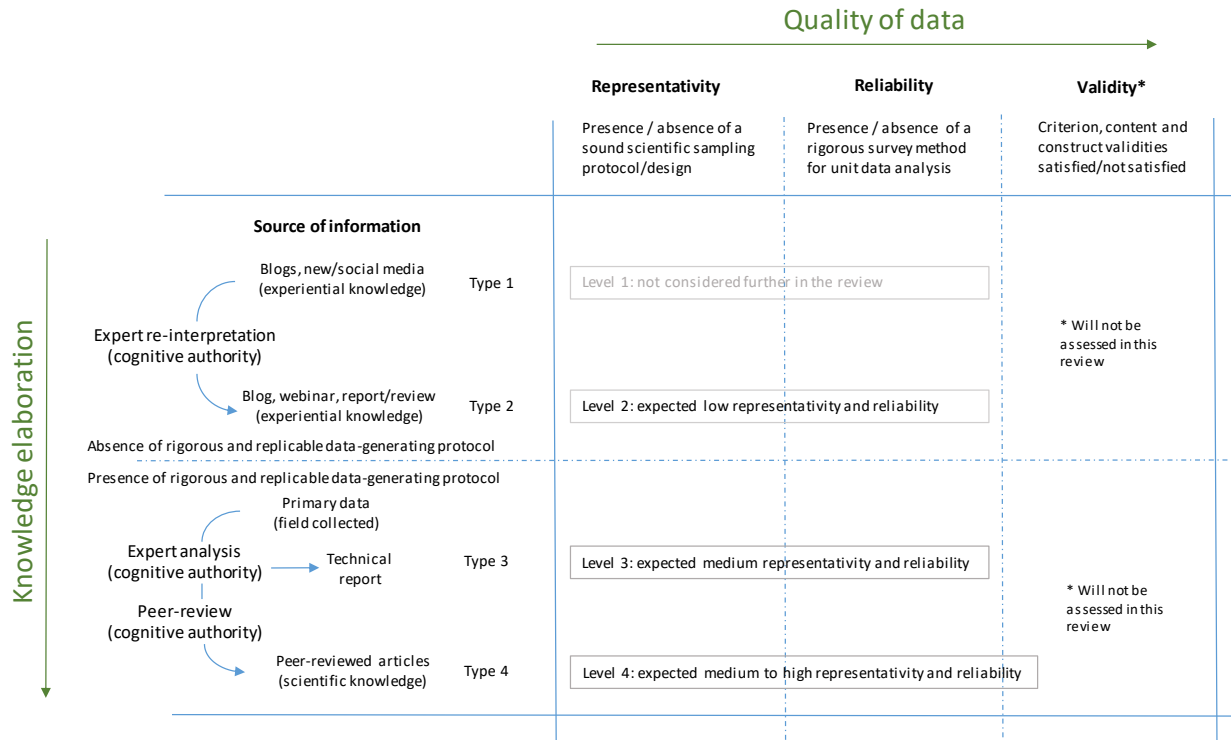 Quality of data
Representativity
Reliability
Validity*
Presence / absence of a
sound scientific sampling
protocol/design
Presence / absence of a
rigorous survey method
for unit data analysis
Criterion, content and
construct validities
satisfied/not satisfied
Knowledge elaboration
Source of information
Blogs, new/social media
(experiential knowledge)
Type 1
Level 1: not considered further in the review
Expert re-interpretation
(cognitive authority)
* Will not be
assessed in this
review
Blog, webinar, report/review
(experiential knowledge)
Type 2
Level 2: expected low representativity and reliability
Absence of rigorous and replicable data-generating protocol
Presence of rigorous and replicable data-generating protocol
Primary data
(field collected)
Expert analysis
(cognitive authority)
Technical
report
Type 3
Level 3: expected medium representativity and reliability
Peer-review
(cognitive authority)
* Will not be
assessed in this
review
Peer-reviewed articles
(scientific knowledge)
Type 4
Level 4: expected medium to high representativity and reliability